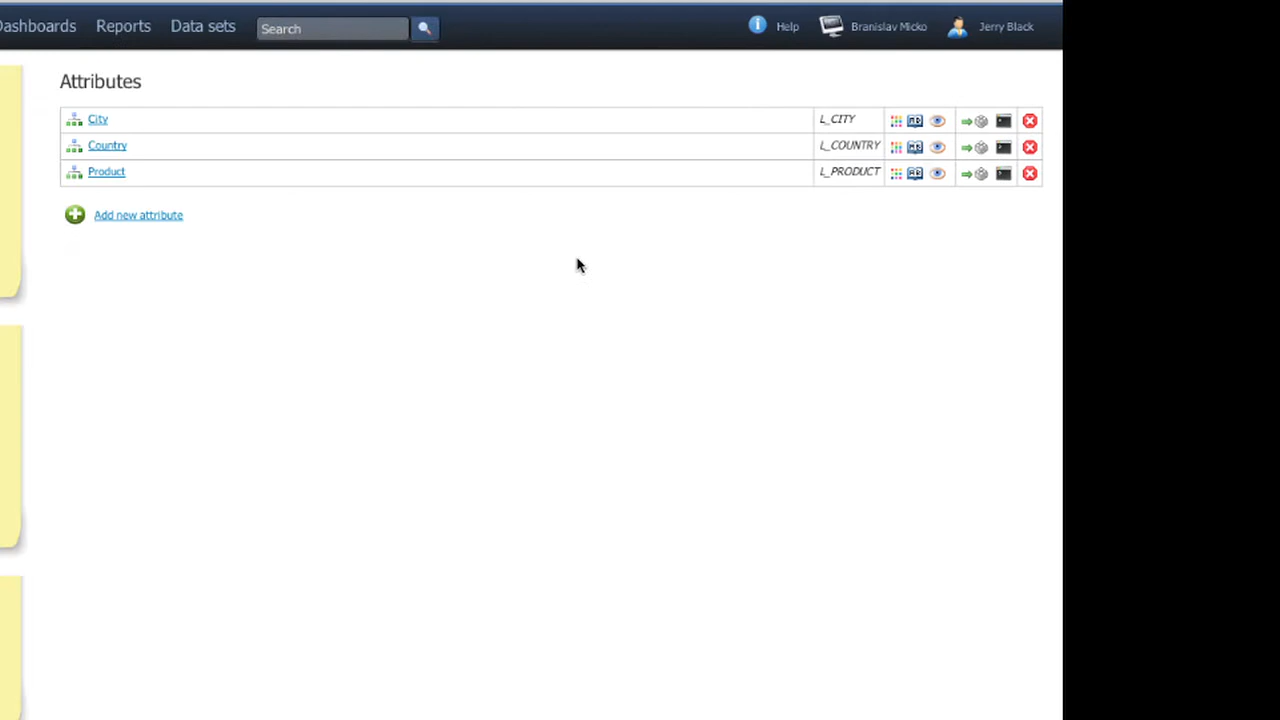 Dashboards Reports Data sets Search Help Branislav Micko Jerry Black
Attributes
City L_CITY
Country L_COUNTRY
Product L_PRODUCT
Add new attribute